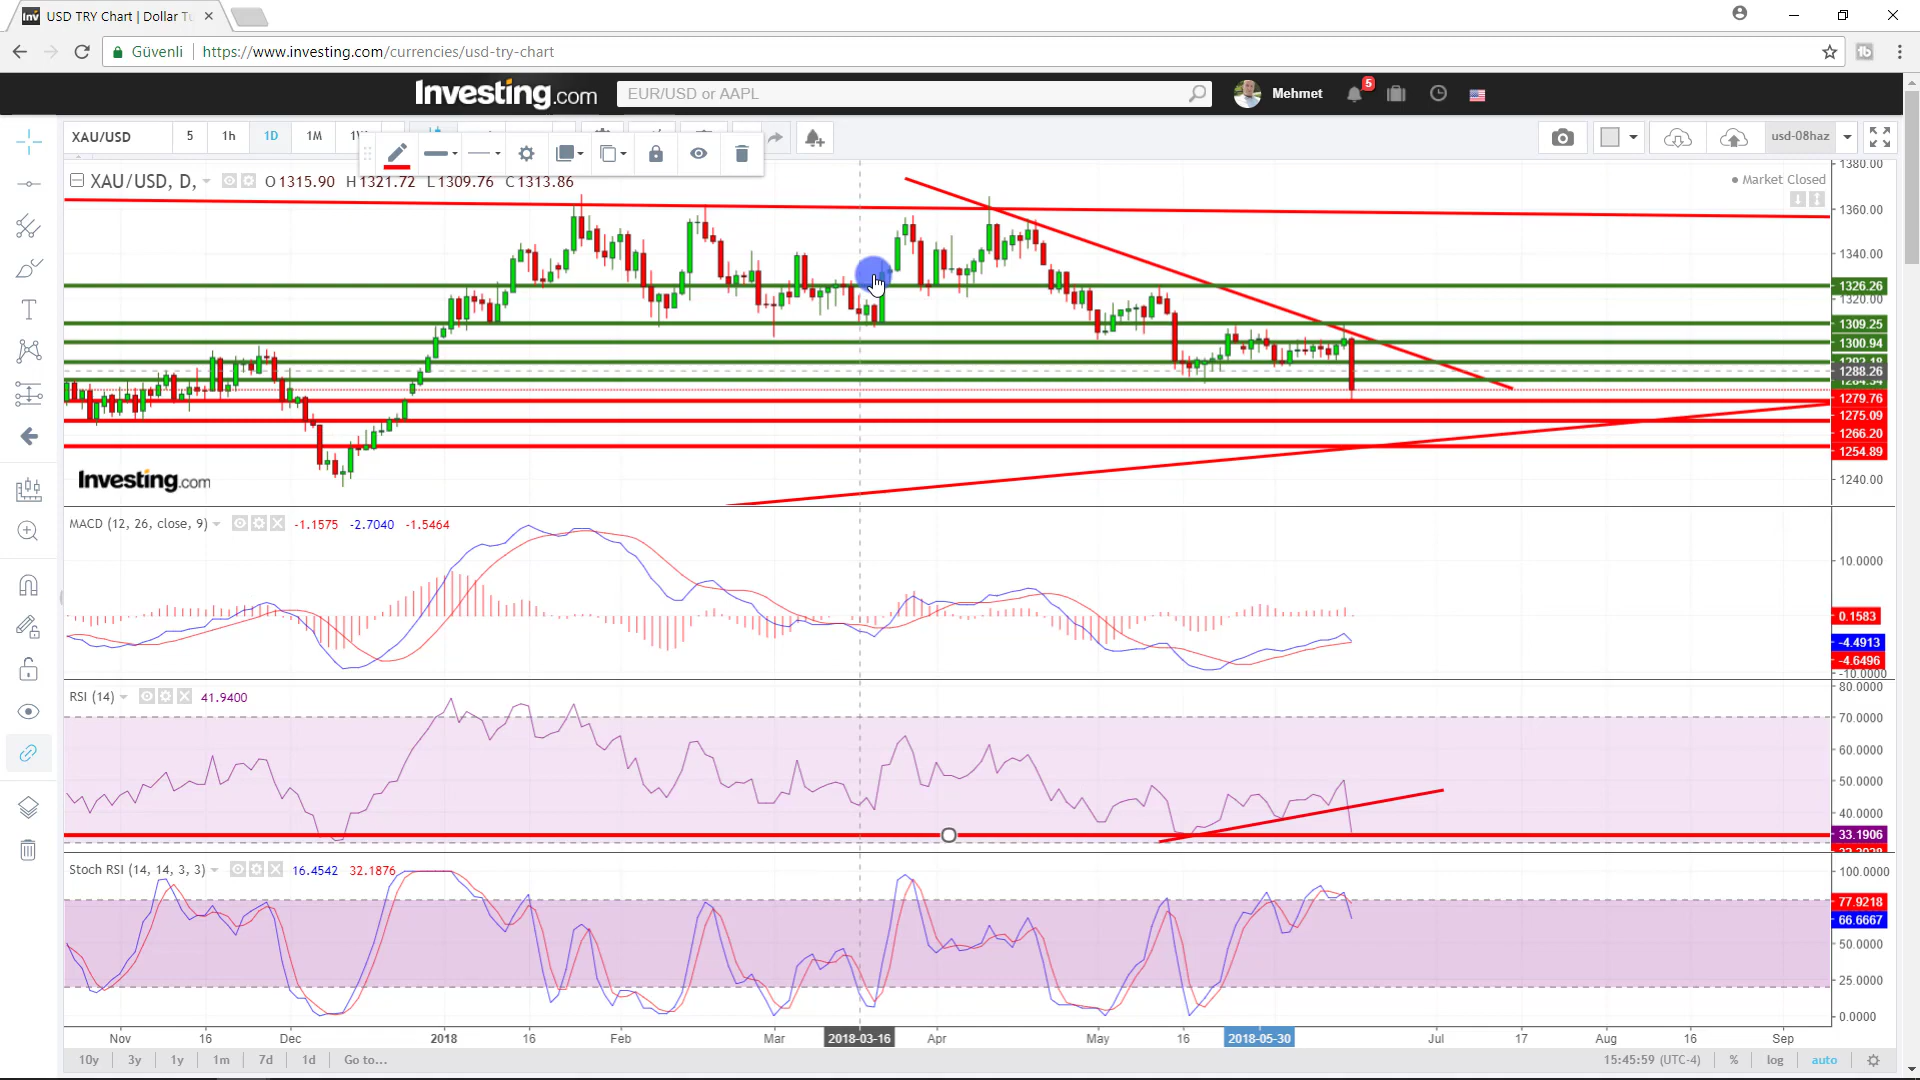 USD TRY Chart | Dollar Tu
Güvenli https://www.investing.com/currencies/usd-try-chart
Investing.com EUR/USD or AAPL Mehmet 5
XAU/USD 5 1h 1D 1M 1W usd-08haz
XAU/USD, D, O 1315.90 H 1321.72 L 1309.76 C 1313.86
Market Closed
1380.00
1360.00
1340.00
1326.26
1320.00
1309.25
1300.94
1288.26
1279.76
1275.09
1266.20
1254.89
1240.00
Investing.com
MACD (12, 26, close, 9) -1.1575 -2.7040 -1.5464
10.0000
0.1583
-4.4913
-4.6496
-10.0000
RSI (14) 41.9400
80.0000
70.0000
60.0000
50.0000
40.0000
33.1906
Stoch RSI (14, 14, 3, 3) 16.4542 32.1876
100.0000
77.9218
66.6667
50.0000
25.0000
0.0000
Nov 16 Dec 2018 16 Feb Mar 2018-03-16 Apr May 16 2018-05-30 Jul 17 Aug 16 Sep
10y 3y 1y 1m 7d 1d Go to... 15:45:59 (UTC-4) % log auto